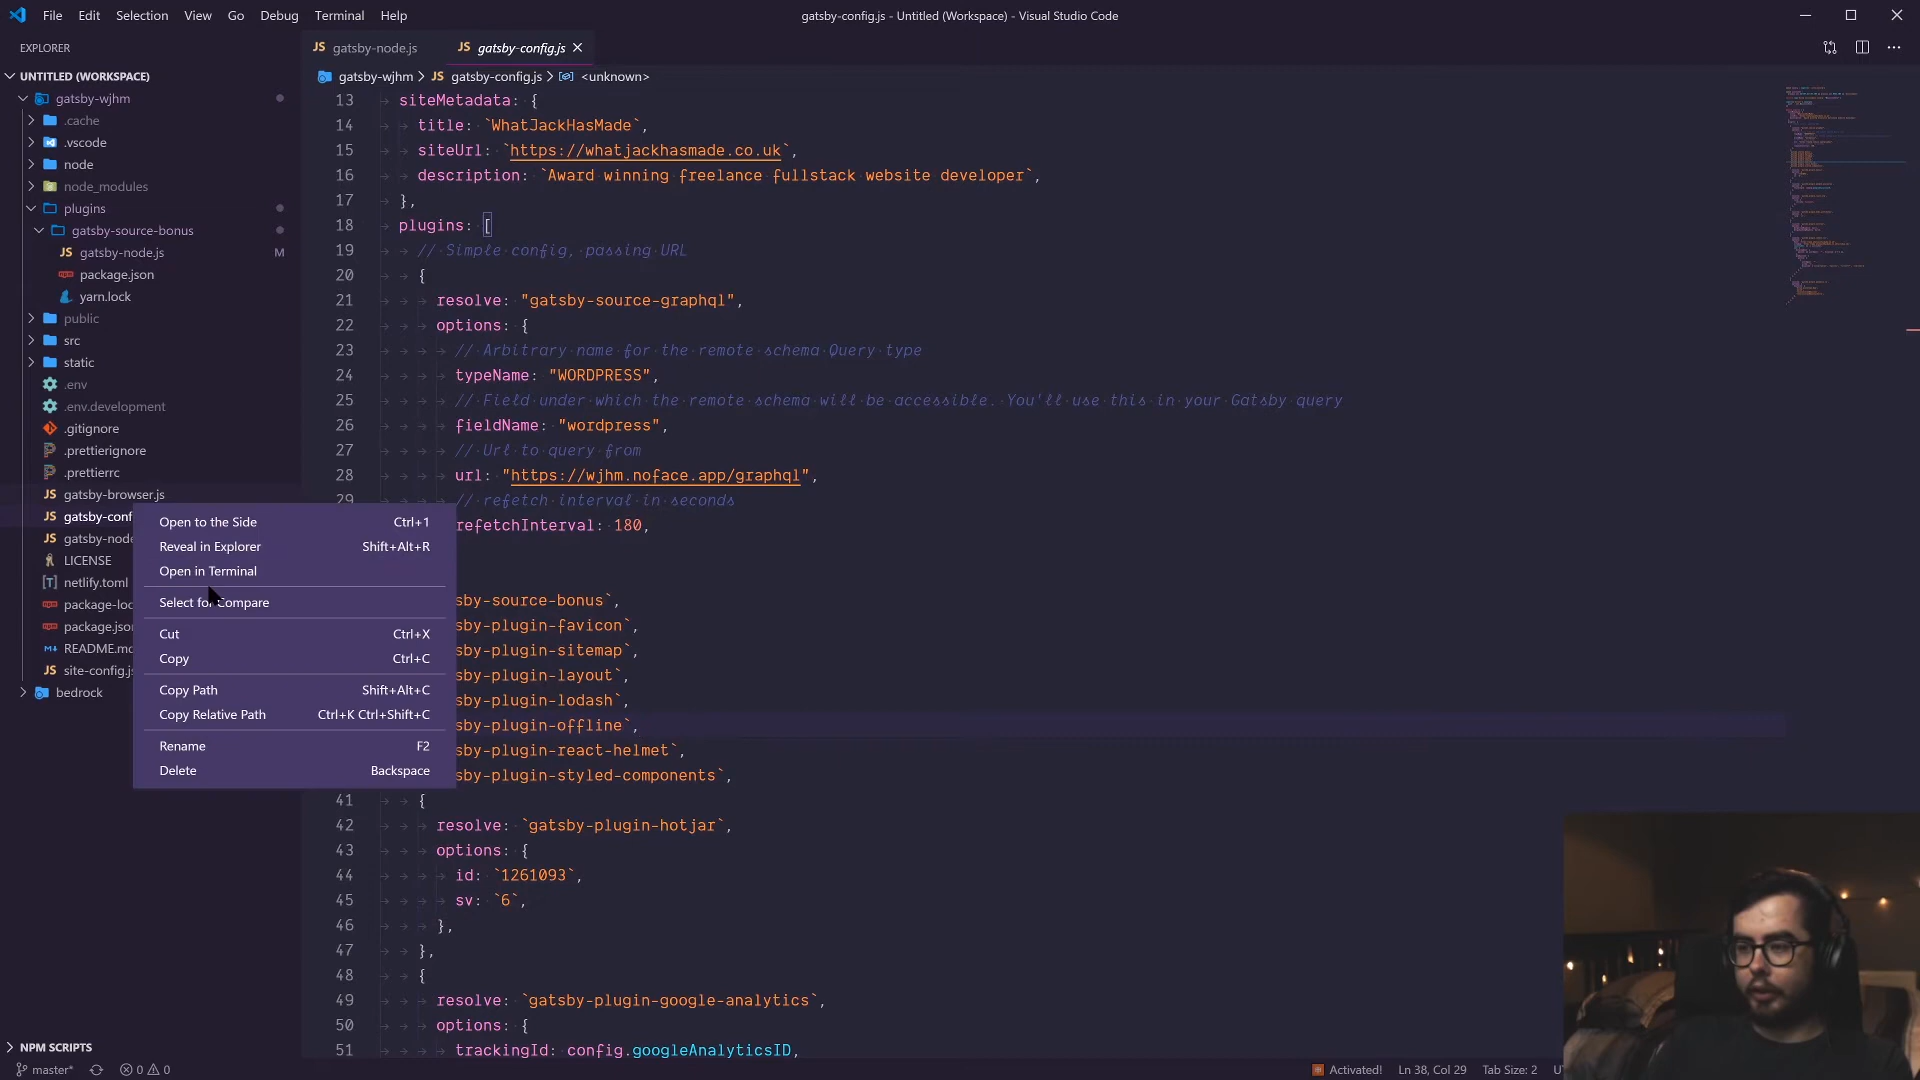 File Edit Selection View Go Debug Terminal Help
gatsby-config.js - Untitled (Workspace) - Visual Studio Code
EXPLORER
UNTITLED (WORKSPACE)
gatsby-wjhm
.cache
.vscode
node
node_modules
plugins
gatsby-source-bonus
JS gatsby-node.js M
package.json
yarn.lock
public
src
static
.env
.env.development
.gitignore
.prettierignore
.prettierrc
JS gatsby-browser.js
JS gatsby-conf
JS gatsby-node
LICENSE
[T] netlify.toml
package-loc
package.json
README.md
JS site-config.js
bedrock
NPM SCRIPTS
Open to the Side Ctrl+1
Reveal in Explorer Shift+Alt+R
Open in Terminal
Select for Compare
Cut Ctrl+X
Copy Ctrl+C
Copy Path Shift+Alt+C
Copy Relative Path Ctrl+K Ctrl+Shift+C
Rename F2
Delete Backspace
JS gatsby-node.js JS gatsby-config.js
gatsby-wjhm > JS gatsby-config.js > <unknown>
13 siteMetadata: {
14 title: `WhatJackHasMade`,
15 siteUrl: `https://whatjackhasmade.co.uk`,
16 description: `Award winning freelance fullstack website developer`,
17 },
18 plugins: [
19 // Simple config, passing URL
20 {
21 resolve: "gatsby-source-graphql",
22 options: {
23 // Arbitrary name for the remote schema Query type
24 typeName: "WORDPRESS",
25 // Field under which the remote schema will be accessible. You'll use this in your Gatsby query
26 fieldName: "wordpress",
27 // Url to query from
28 url: "https://wjhm.noface.app/graphql",
29 // refetch interval in seconds
refetchInterval: 180,
sby-source-bonus`,
sby-plugin-favicon`,
sby-plugin-sitemap`,
sby-plugin-layout`,
sby-plugin-lodash`,
sby-plugin-offline`,
sby-plugin-react-helmet`,
sby-plugin-styled-components`,
41 {
42 resolve: `gatsby-plugin-hotjar`,
43 options: {
44 id: `1261093`,
45 sv: `6`,
46 },
47 },
48 {
49 resolve: `gatsby-plugin-google-analytics`,
50 options: {
51 trackingId: config.googleAnalyticsID,
master* 0 0 Activated! Ln 38, Col 29 Tab Size: 2